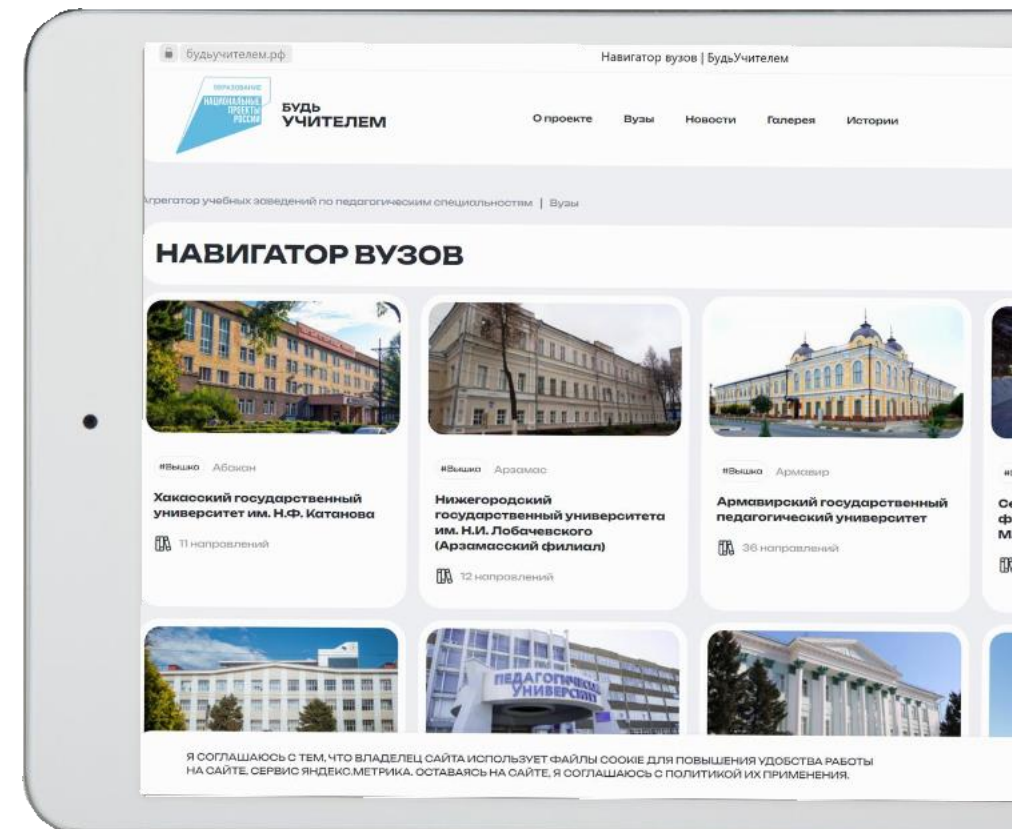 будьучителем.рф
Навигатор вузов | БудьУчителем
ОБРАЗОВАНИЕ
НАЦИОНАЛЬНЫЕ
ПРОЕКТЫ
РОССИИ
БУДЬ
УЧИТЕЛЕМ
О проекте Вузы Новости Галерея Истории
Агрегатор учебных заведений по педагогическим специальностям | Вузы
НАВИГАТОР ВУЗОВ
#Вышка Абакан
Хакасский государственный
университет им. Н.Ф. Катанова
11 направлений
#Вышка Арзамас
Нижегородский
государственный университета
им. Н.И. Лобачевского
(Арзамасский филиал)
12 направлений
#Вышка Армавир
Армавирский государственный
педагогический университет
36 направлений
ПЕДАГОГИЧЕСКИЙ
УНИВЕРСИТЕТ
Я СОГЛАШАЮСЬ С ТЕМ, ЧТО ВЛАДЕЛЕЦ САЙТА ИСПОЛЬЗУЕТ ФАЙЛЫ COOKIE ДЛЯ ПОВЫШЕНИЯ УДОБСТВА РАБОТЫ
НА САЙТЕ, СЕРВИС ЯНДЕКС.МЕТРИКА. ОСТАВАЯСЬ НА САЙТЕ, Я СОГЛАШАЮСЬ С ПОЛИТИКОЙ ИХ ПРИМЕНЕНИЯ.